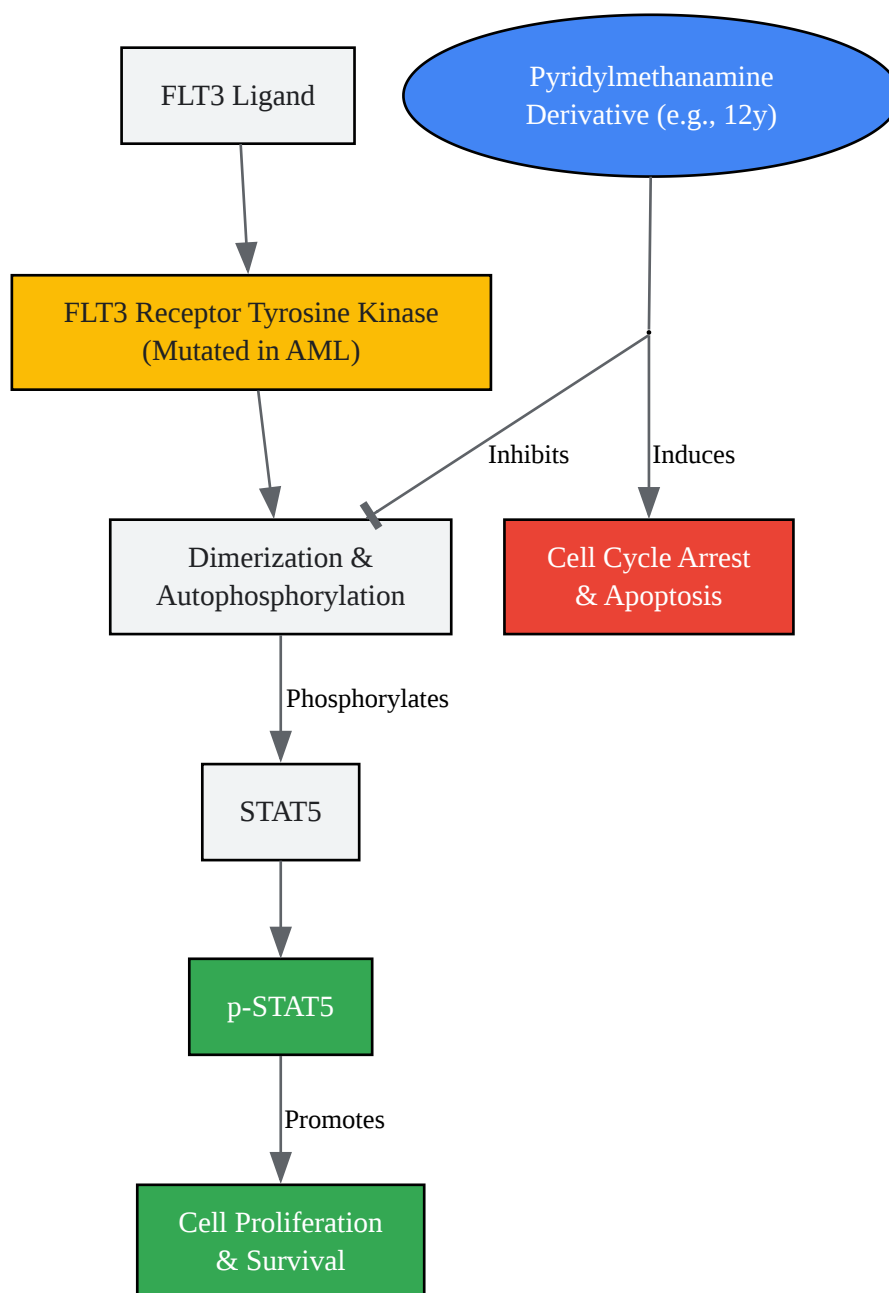 FLT3 Ligand
Pyridylmethanamine
Derivative (e.g., 12y)
FLT3 Receptor Tyrosine Kinase
(Mutated in AML)
Inhibits
Induces
Dimerization &
Autophosphorylation
Cell Cycle Arrest
& Apoptosis
Phosphorylates
STAT5
p-STAT5
Promotes
Cell Proliferation
& Survival